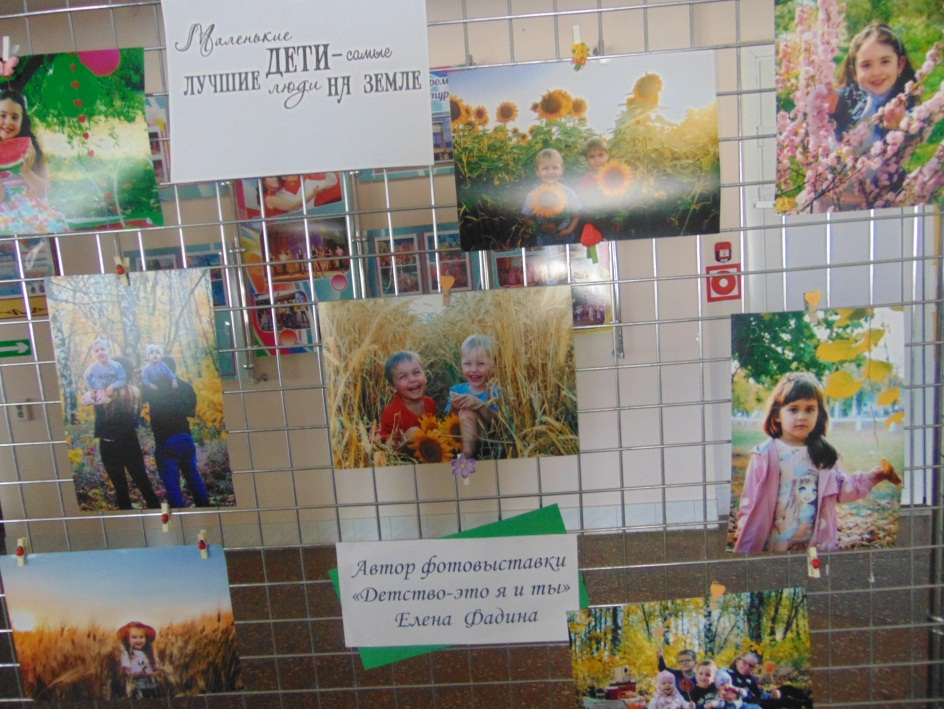 Маленькие
ДЕТИ - самые
ЛУЧШИЕ люди НА ЗЕМЛЕ
Автор фотовыставки
«Детство-это я и ты»
Елена Фадина